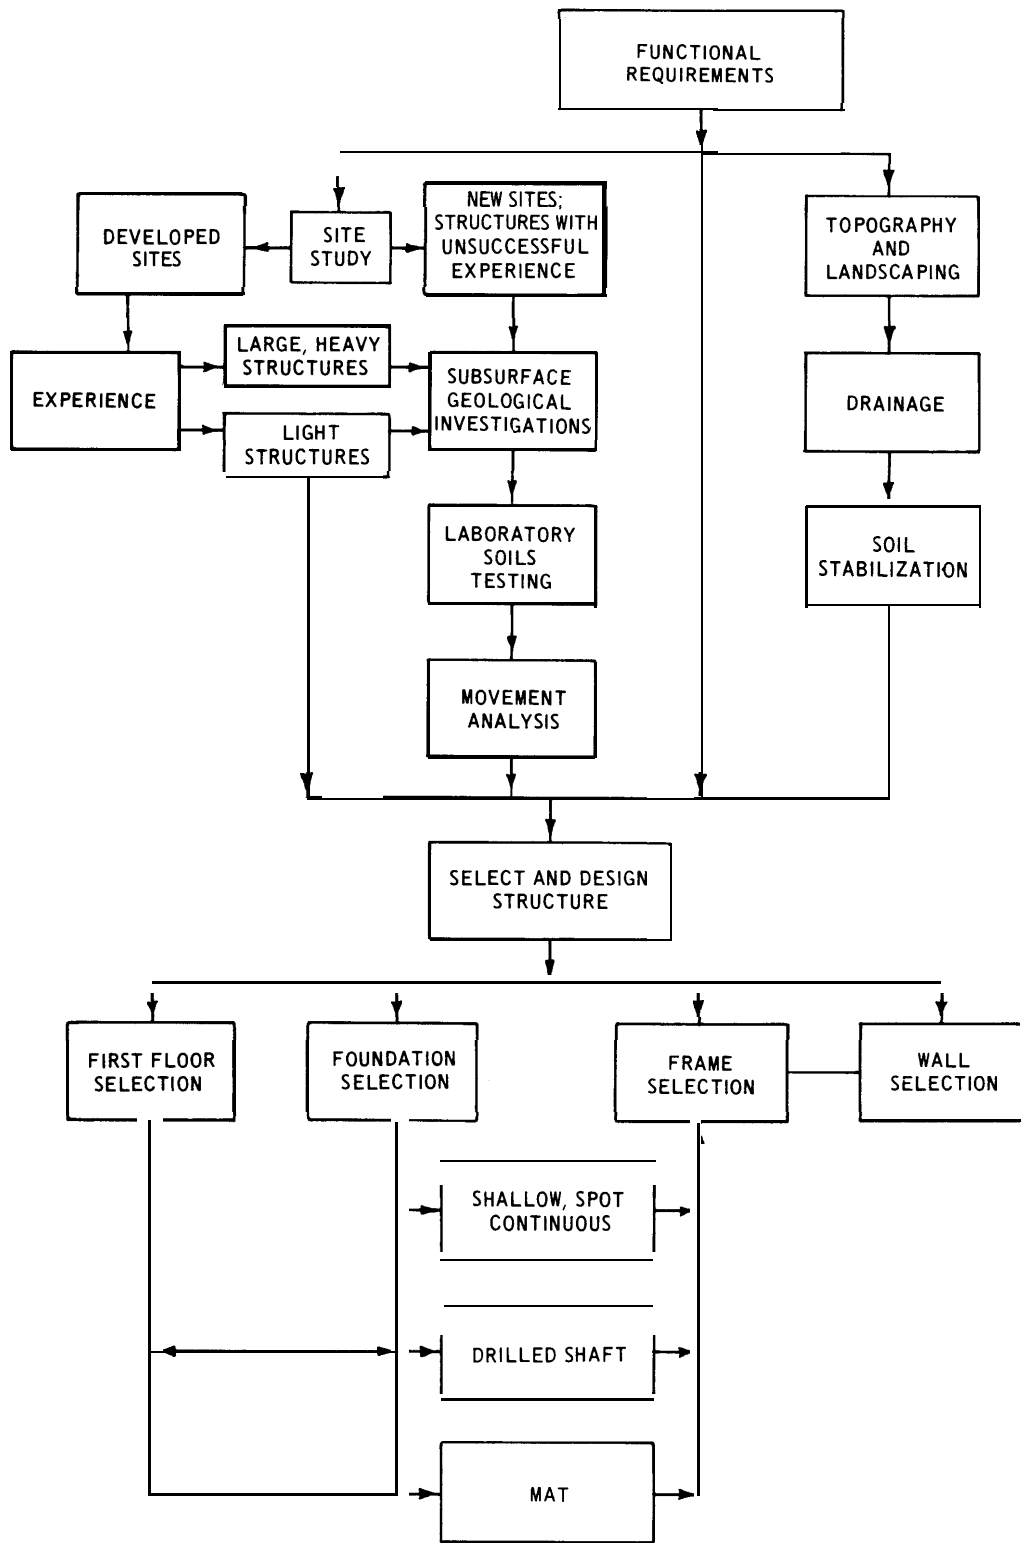 FUNCTIONAL
REQUIREMENTS
DEVELOPED
SITES
SITE
STUDY
NEW SITES;
STRUCTURES WITH
UNSUCCESSFUL
EXPERIENCE
TOPOGRAPHY
AND
LANDSCAPING
EXPERIENCE
LARGE, HEAVY
STRUCTURES
LIGHT
STRUCTURES
SUBSURFACE
GEOLOGICAL
INVESTIGATIONS
DRAINAGE
LABORATORY
SOILS
TESTING
SOIL
STABILIZATION
MOVEMENT
ANALYSIS
SELECT AND DESIGN
STRUCTURE
FIRST FLOOR
SELECTION
FOUNDATION
SELECTION
FRAME
SELECTION
WALL
SELECTION
SHALLOW, SPOT
CONTINUOUS
DRILLED SHAFT
MAT